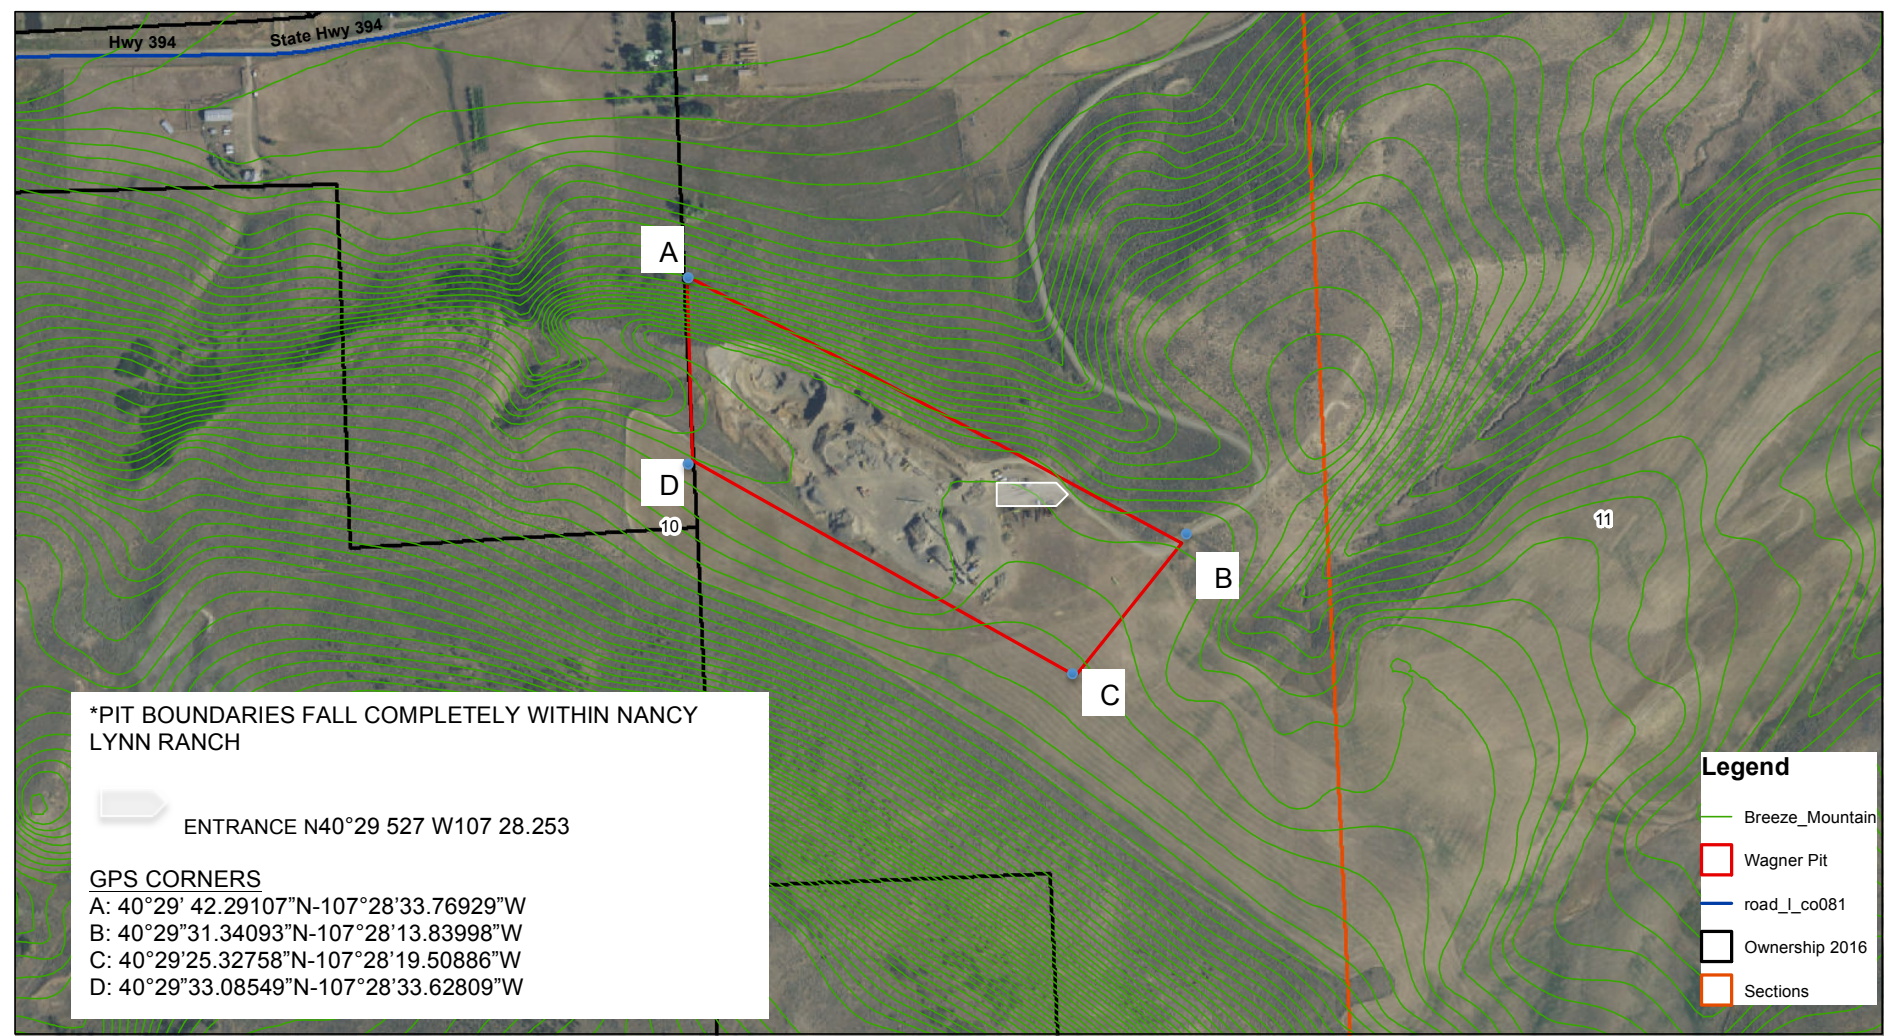 Hwy 394
State Hwy 394
A
D
10
B
11
C
*PIT BOUNDARIES FALL COMPLETELY WITHIN NANCY
LYNN RANCH
ENTRANCE N40°29 527 W107 28.253
GPS CORNERS
A: 40°29’ 42.29107”N-107°28’33.76929”W
B: 40°29”31.34093”N-107°28’13.83998”W
C: 40°29’25.32758”N-107°28’19.50886”W
D: 40°29”33.08549”N-107°28’33.62809”W
Legend
Breeze_Mountain
Wagner Pit
road_l_co081
Ownership 2016
Sections